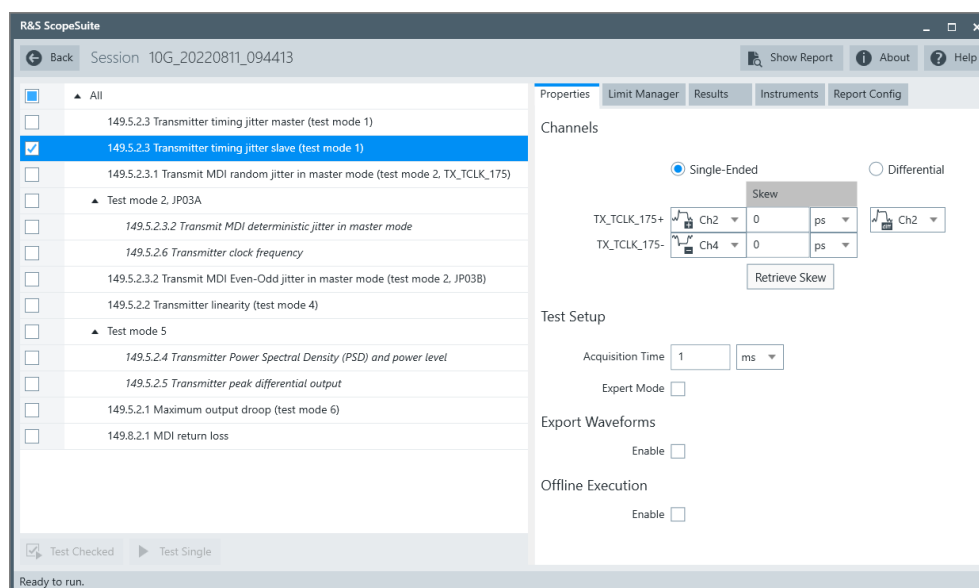 R&S ScopeSuite
Back Session 10G_20220811_094413 Show Report About Help
All
149.5.2.3 Transmitter timing jitter master (test mode 1)
149.5.2.3 Transmitter timing jitter slave (test mode 1)
149.5.2.3.1 Transmit MDI random jitter in master mode (test mode 2, TX_TCLK_175)
Test mode 2, JP03A
149.5.2.3.2 Transmit MDI deterministic jitter in master mode
149.5.2.6 Transmitter clock frequency
149.5.2.3.2 Transmit MDI Even-Odd jitter in master mode (test mode 2, JP03B)
149.5.2.2 Transmitter linearity (test mode 4)
Test mode 5
149.5.2.4 Transmitter Power Spectral Density (PSD) and power level
149.5.2.5 Transmitter peak differential output
149.5.2.1 Maximum output droop (test mode 6)
149.8.2.1 MDI return loss
Test Checked Test Single
Properties Limit Manager Results Instruments Report Config
Channels
Single-Ended Differential
Skew
TX_TCLK_175+ Ch2 0 ps Ch2
TX_TCLK_175- Ch4 0 ps
Retrieve Skew
Test Setup
Acquisition Time 1 ms
Expert Mode
Export Waveforms
Enable
Offline Execution
Enable
Ready to run.